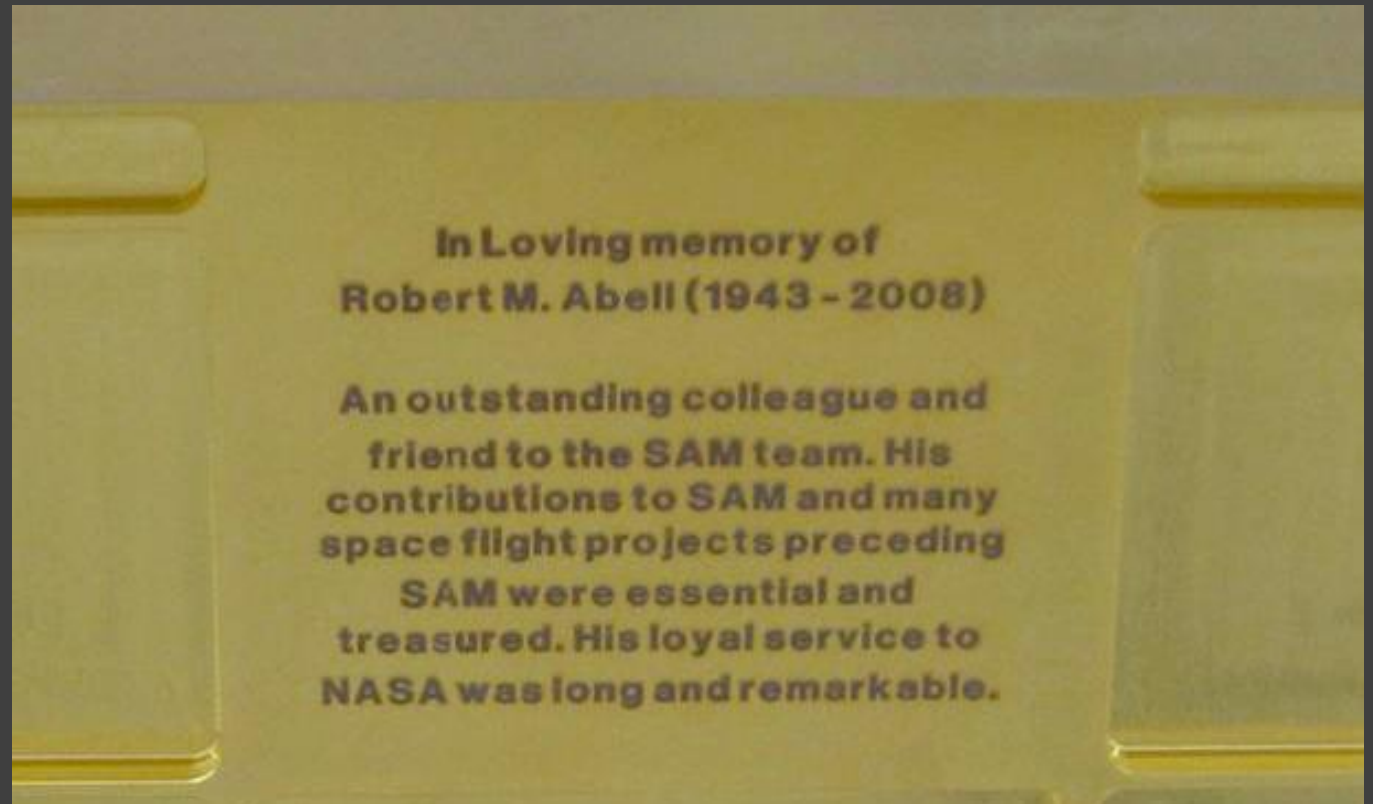 In Loving memory of
Robert M. Abell (1943 - 2008)
An outstanding colleague and
friend to the SAM team. His
contributions to SAM and many
space flight projects preceding
SAM were essential and
treasured. His loyal service to
NASA was long and remarkable.